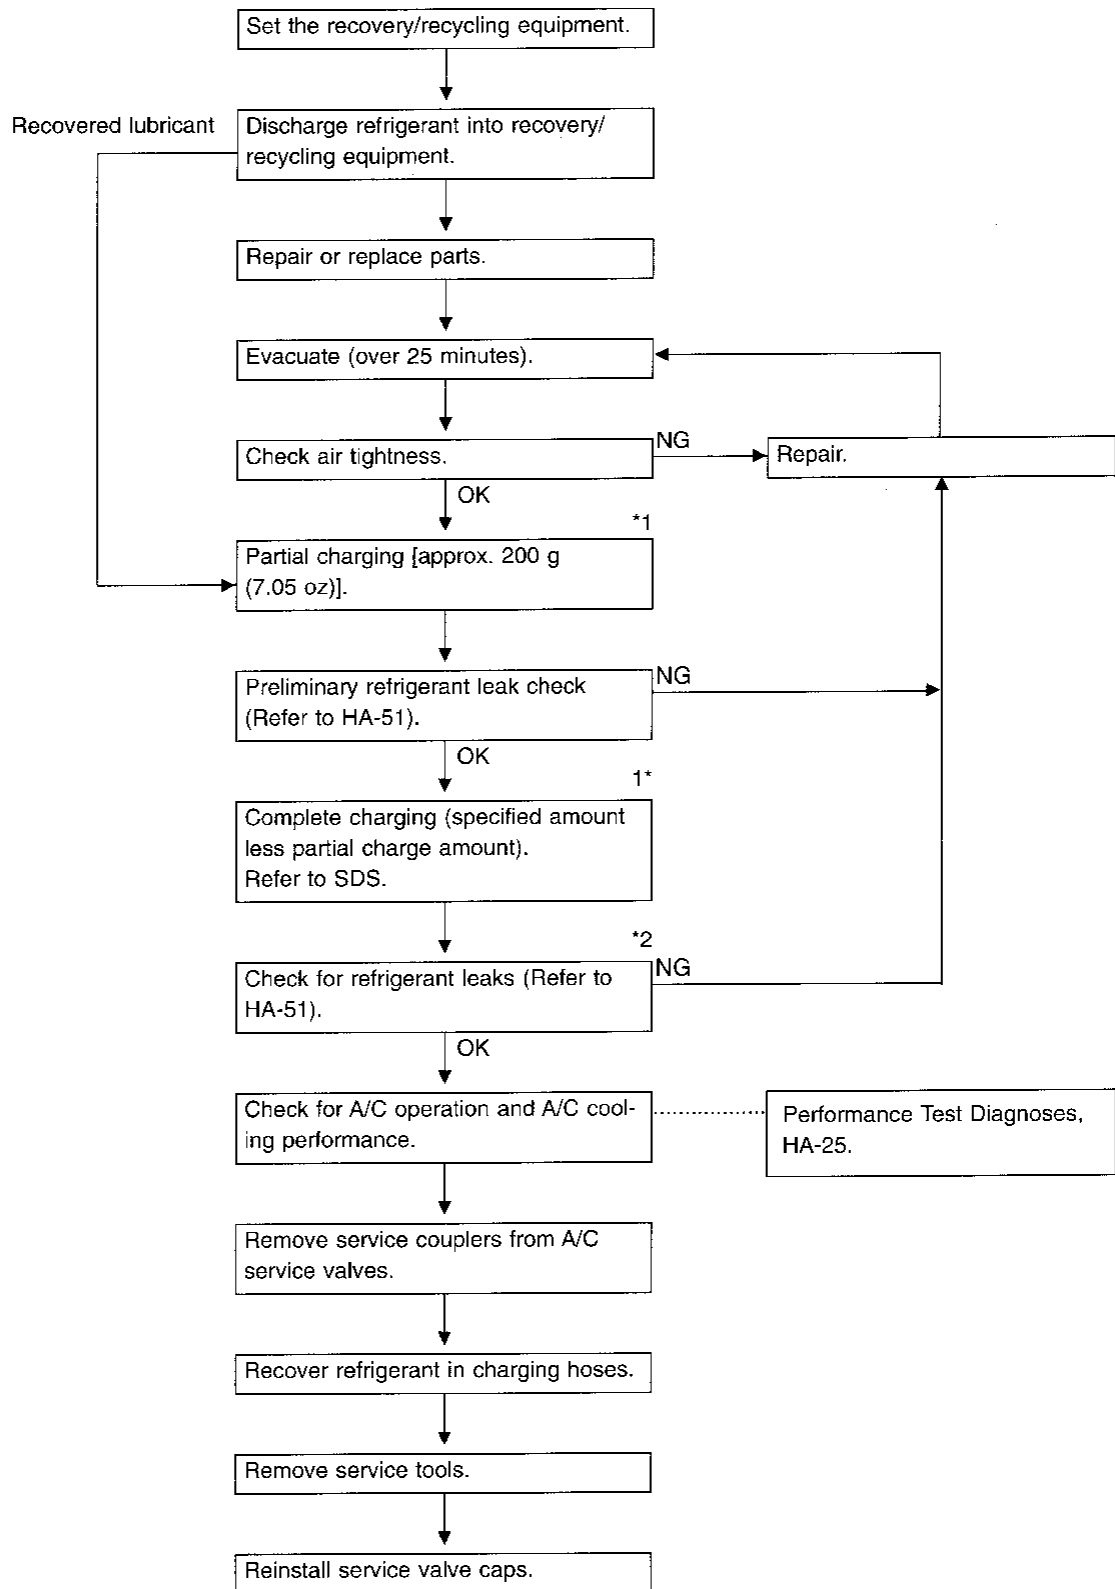 Set the recovery/recycling equipment.
Recovered lubricant
Discharge refrigerant into recovery/
recycling equipment.
Repair or replace parts.
Evacuate (over 25 minutes).
Check air tightness.
NG
Repair.
OK
*1
Partial charging [approx. 200 g
(7.05 oz)].
Preliminary refrigerant leak check
(Refer to HA-51).
NG
OK
1*
Complete charging (specified amount
less partial charge amount).
Refer to SDS.
*2
Check for refrigerant leaks (Refer to
HA-51).
NG
OK
Check for A/C operation and A/C cool-
ing performance.
Performance Test Diagnoses,
HA-25.
Remove service couplers from A/C
service valves.
Recover refrigerant in charging hoses.
Remove service tools.
Reinstall service valve caps.